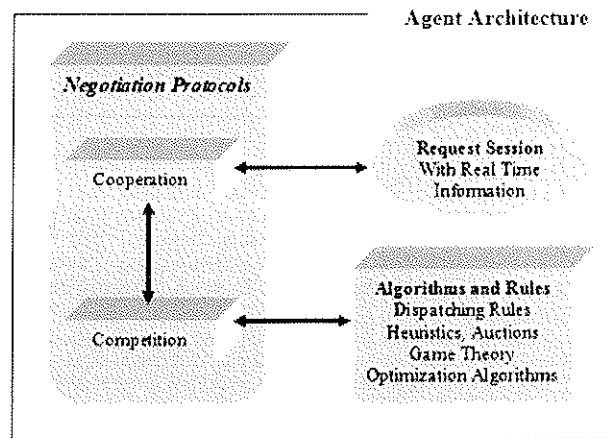 Agent Architecture
Negotiation Protocols
Cooperation
Request Session
With Real Time
Information
Competition
Algorithms and Rules
Dispatching Rules
Heuristics, Auctions
Game Theory
Optimization Algorithms